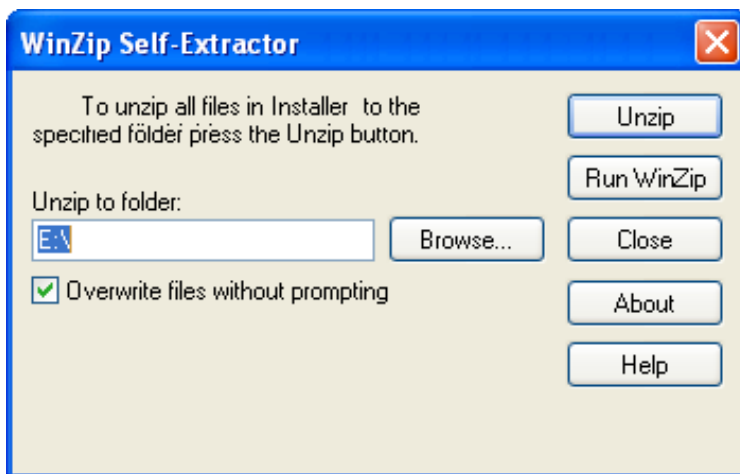 WinZip Self-Extractor
To unzip all files in Installer to the
specified folder press the Unzip button.
Unzip to folder:
E:\
Browse...
Overwrite files without prompting
Unzip
Run WinZip
Close
About
Help